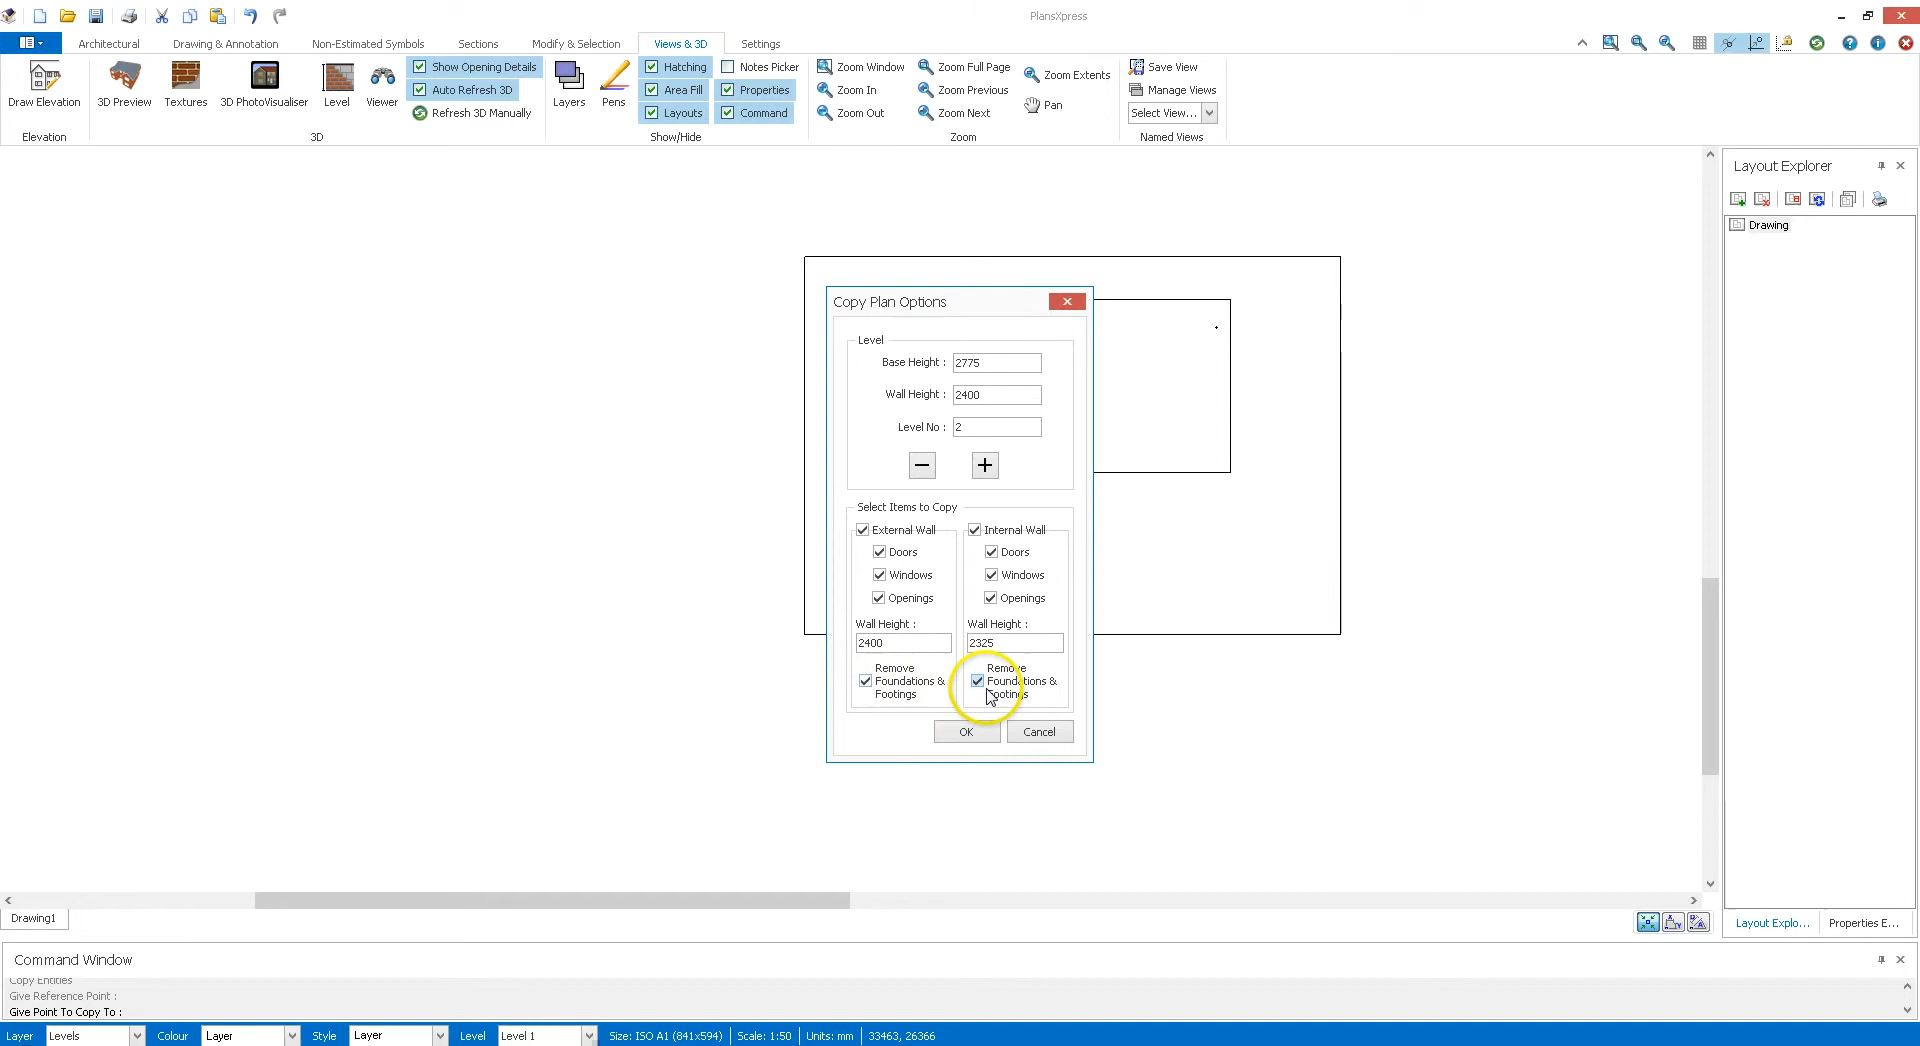 PlansXpress
Architectural
Drawing & Annotation
Non-Estimated Symbols
Sections
Modify & Selection
Views & 3D
Settings
Draw Elevation
3D Preview
Textures
3D PhotoVisualiser
Level
Viewer
Show Opening Details
Auto Refresh 3D
Refresh 3D Manually
Layers
Pens
Hatching
Area Fill
Layouts
Notes Picker
Properties
Command
Zoom Window
Zoom In
Zoom Out
Zoom Full Page
Zoom Previous
Zoom Next
Zoom Extents
Pan
Save View
Manage Views
Select View...
Elevation
3D
Show/Hide
Zoom
Named Views
Layout Explorer
Drawing
Copy Plan Options
Level
Base Height : 2775
Wall Height : 2400
Level No : 2
Select Items to Copy
External Wall
Doors
Windows
Openings
Wall Height :
2400
Remove
Foundations &
Footings
Internal Wall
Doors
Windows
Openings
Wall Height :
2325
Remove
Foundations &
Footings
OK
Cancel
Drawing1
Layout Explo...
Properties E...
Command Window
Copy Entities
Give Reference Point :
Give Point To Copy To :
Layer Levels Colour Layer Style Layer Level Level 1 Size: ISO A1 (841x594) Scale: 1:50 Units: mm 33463, 26366